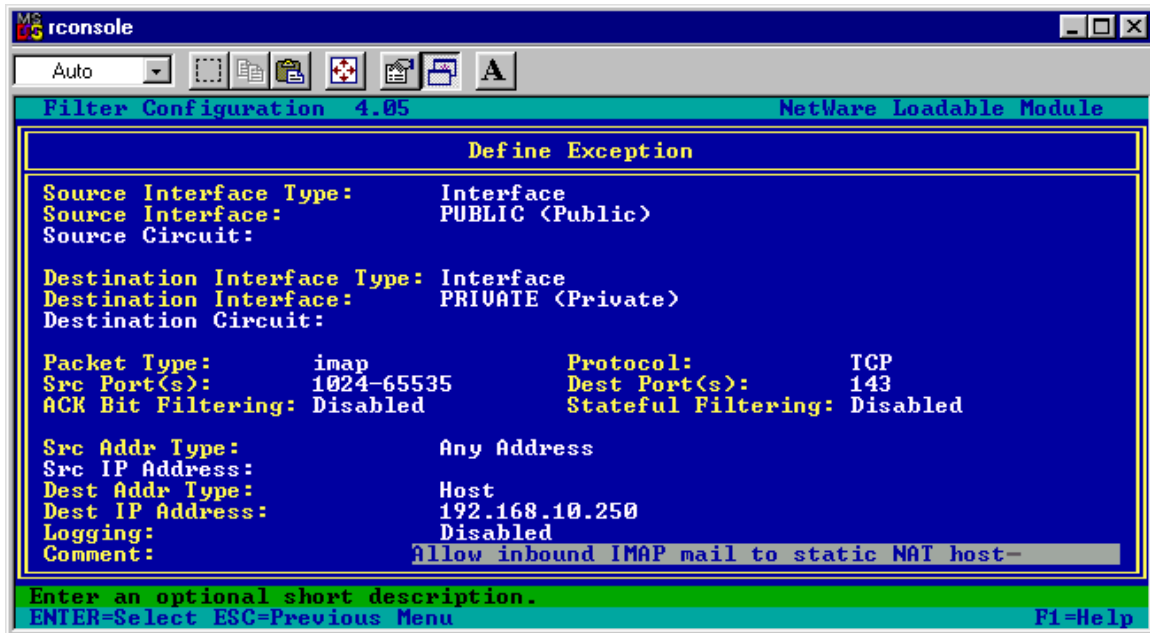 rconsole
Auto
A
Filter Configuration 4.05 NetWare Loadable Module
Define Exception
Source Interface Type: Interface
Source Interface: PUBLIC (Public)
Source Circuit:
Destination Interface Type: Interface
Destination Interface: PRIVATE (Private)
Destination Circuit:
Packet Type: imap Protocol: TCP
Src Port(s): 1024-65535 Dest Port(s): 143
ACK Bit Filtering: Disabled Stateful Filtering: Disabled
Src Addr Type: Any Address
Src IP Address:
Dest Addr Type: Host
Dest IP Address: 192.168.10.250
Logging: Disabled
Comment: Allow inbound IMAP mail to static NAT host
Enter an optional short description.
ENTER=Select ESC=Previous Menu F1=Help